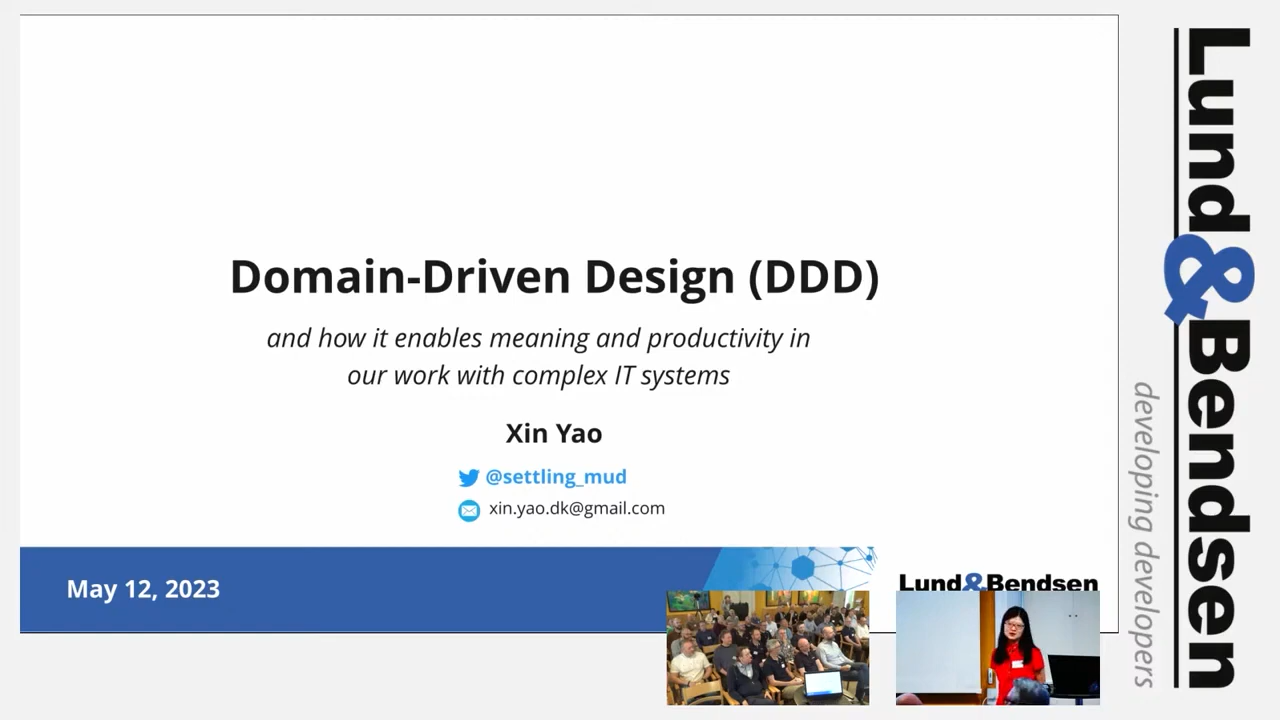 Domain-Driven Design (DDD)
and how it enables meaning and productivity in
our work with complex IT systems
Xin Yao
@settling_mud
xin.yao.dk@gmail.com
May 12, 2023
Lund&Bendsen
Lund&Bendsen
developing developers